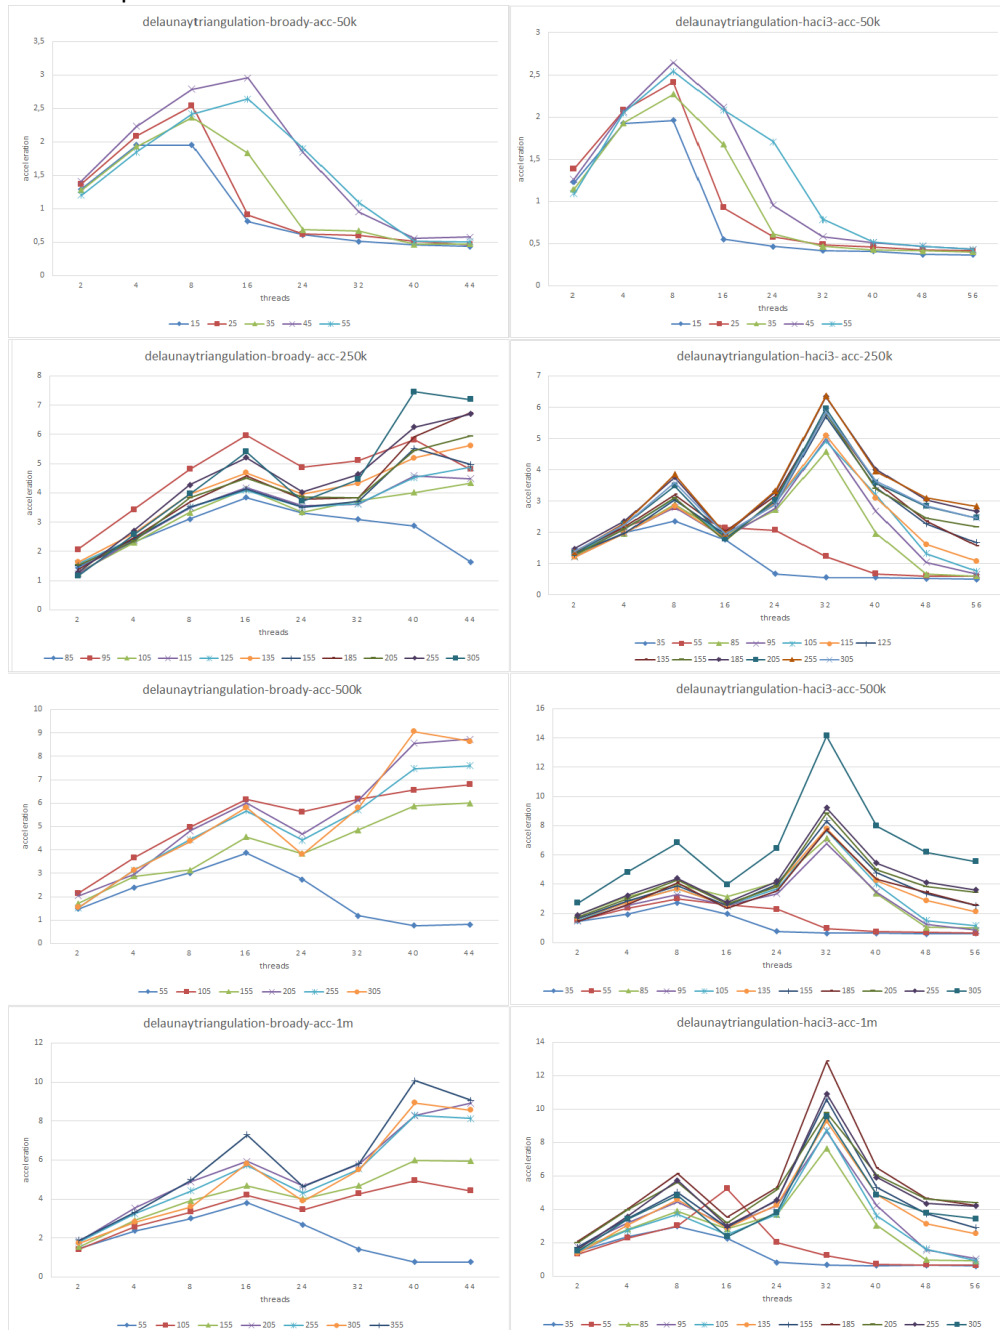 delaunaytriangulation-broady-acc-50k
3,5
3
2,5
2
1,5
1
0,5
0
acceleration
2 4 8 16 24 32 40 44
threads
15 25 35 45 55
delaunaytriangulation-haci3-acc-50k
3
2,5
2
1,5
1
0,5
0
acceleration
2 4 8 16 24 32 40 48 56
threads
15 25 35 45 55
delaunaytriangulation-broady- acc-250k
8
7
6
5
4
3
2
1
0
acceleration
2 4 8 16 24 32 40 44
threads
85 95 105 115 125 135 155 185 205 255 305
delaunaytriangulation-haci3- acc-250k
7
6
5
4
3
2
1
0
acceleration
2 4 8 16 24 32 40 48 56
threads
35 55 85 95 105 115 125
135 155 185 205 255 305
delaunaytriangulation-broady-acc-500k
10
9
8
7
6
5
4
3
2
1
0
acceleration
2 4 8 16 24 32 40 44
threads
55 105 155 205 255 305
delaunaytriangulation-haci3-acc-500k
16
14
12
10
8
6
4
2
0
acceleration
2 4 8 16 24 32 40 48 56
threads
35 55 85 95 105 135 155 185 205 255 305
delaunaytriangulation-broady-acc-1m
12
10
8
6
4
2
0
acceleration
2 4 8 16 24 32 40 44
threads
55 105 155 205 255 305 355
delaunaytriangulation-haci3-acc-1m
14
12
10
8
6
4
2
0
acceleration
2 4 8 16 24 32 40 48 56
threads
35 55 85 95 105 135 155 185 205 255 305